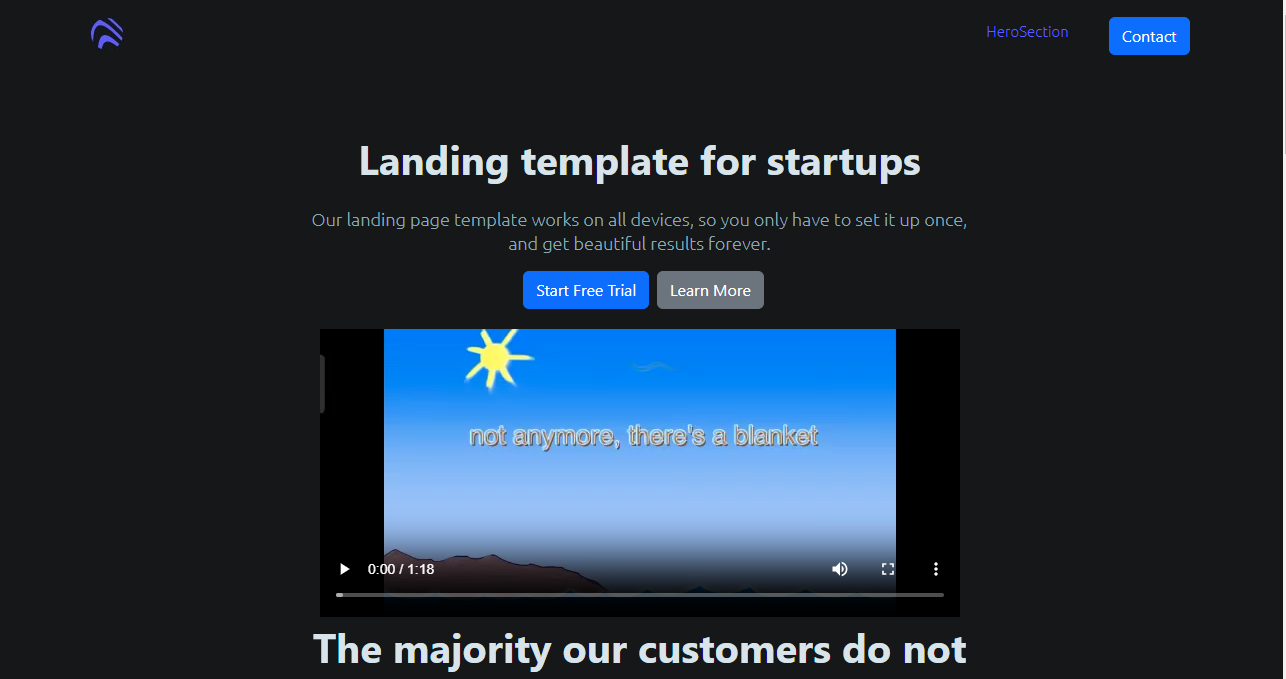 HeroSection
Contact
Landing template for startups
Our landing page template works on all devices, so you only have to set it up once,
and get beautiful results forever.
Start Free Trial
Learn More
not anymore, there's a blanket
0:00 / 1:18
The majority our customers do not